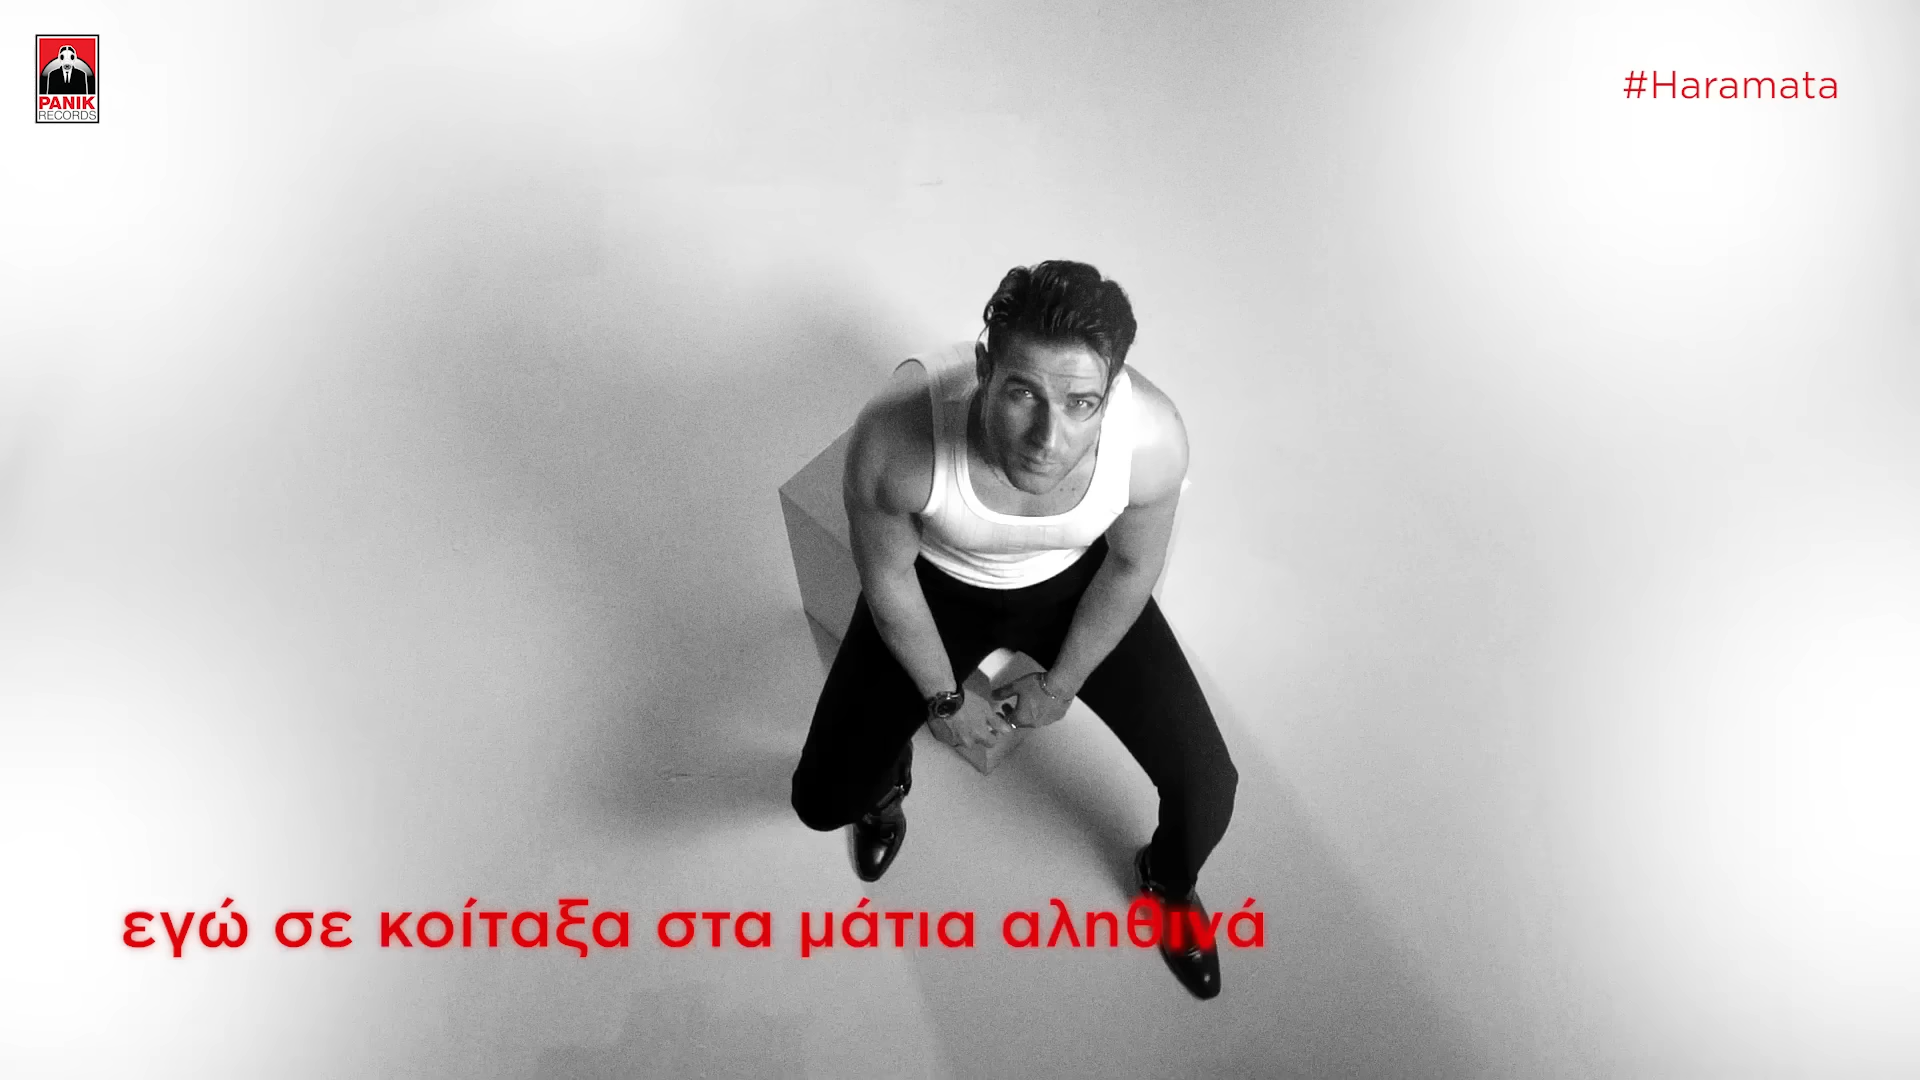 PANIK
RECORDS
#Haramata
εγώ σε κοίταξα στα μάτια αληθινά